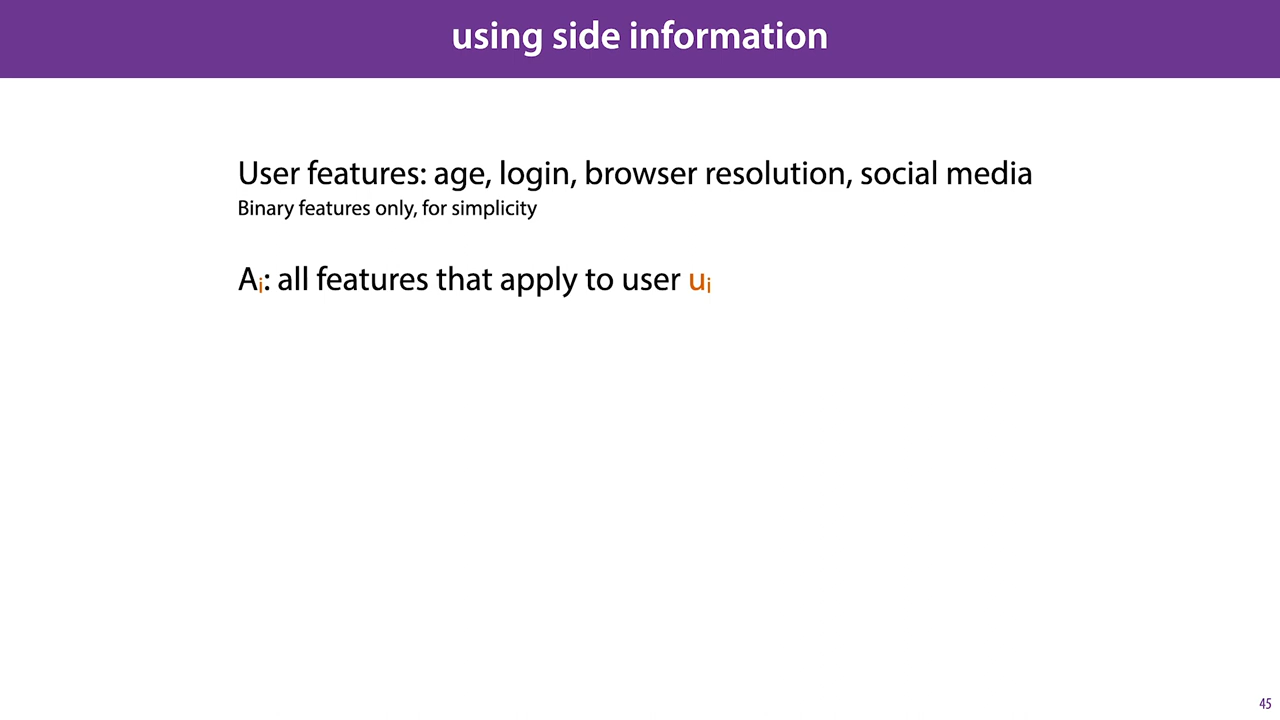 using side information
User features: age, login, browser resolution, social media
Binary features only, for simplicity
Aᵢ: all features that apply to user uᵢ
45